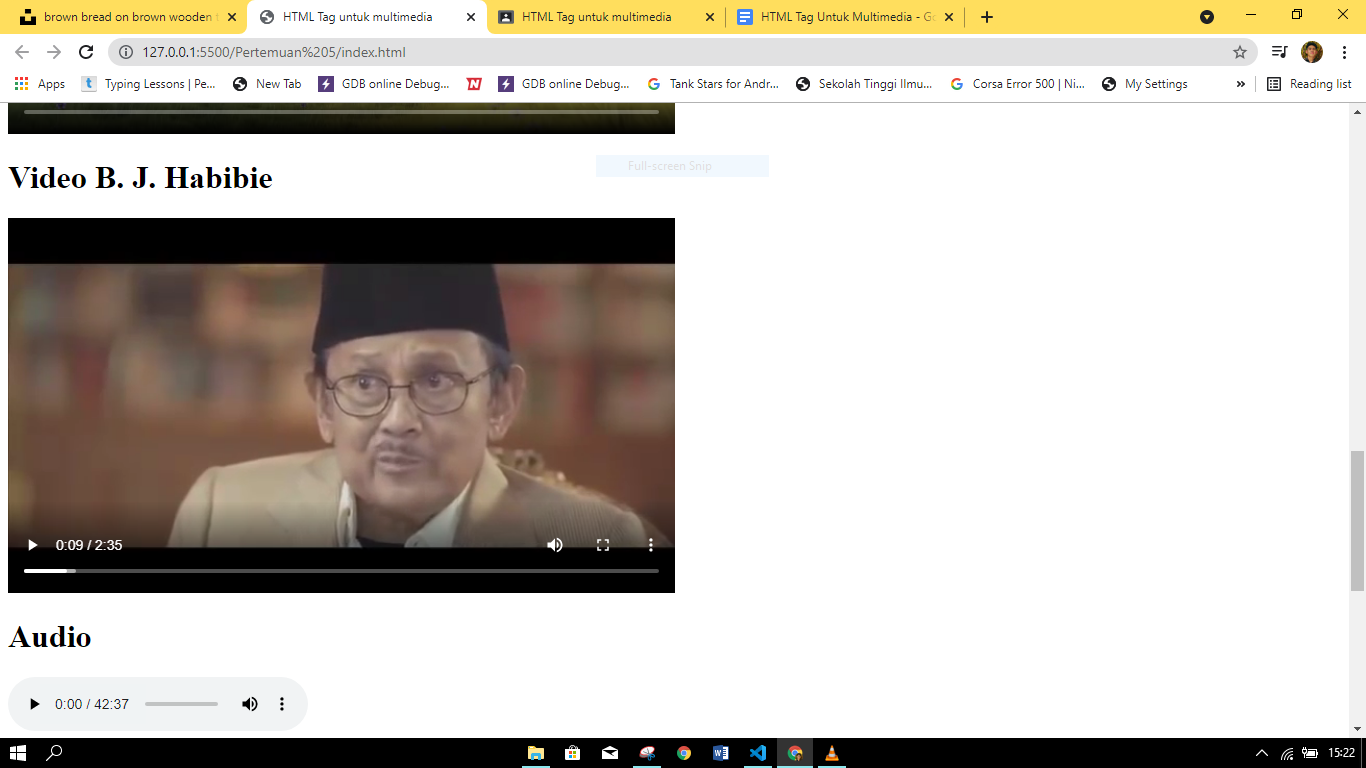 brown bread on brown wooden
HTML Tag untuk multimedia
HTML Tag untuk multimedia
HTML Tag Untuk Multimedia - Go
127.0.0.1:5500/Pertemuan%205/index.html
Apps
Typing Lessons | Pe...
New Tab
GDB online Debug...
GDB online Debug...
Tank Stars for Andr...
Sekolah Tinggi Ilmu...
Corsa Error 500 | Ni...
My Settings
»
Reading list
Full-screen Snip
Video B. J. Habibie
0:09 / 2:35
Audio
0:00 / 42:37
15:22